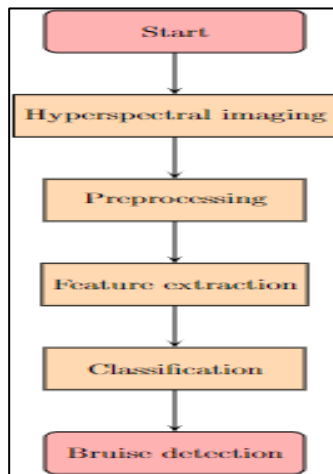 Start
Hyperspectral imaging
Preprocessing
Feature extraction
Classification
Bruise detection